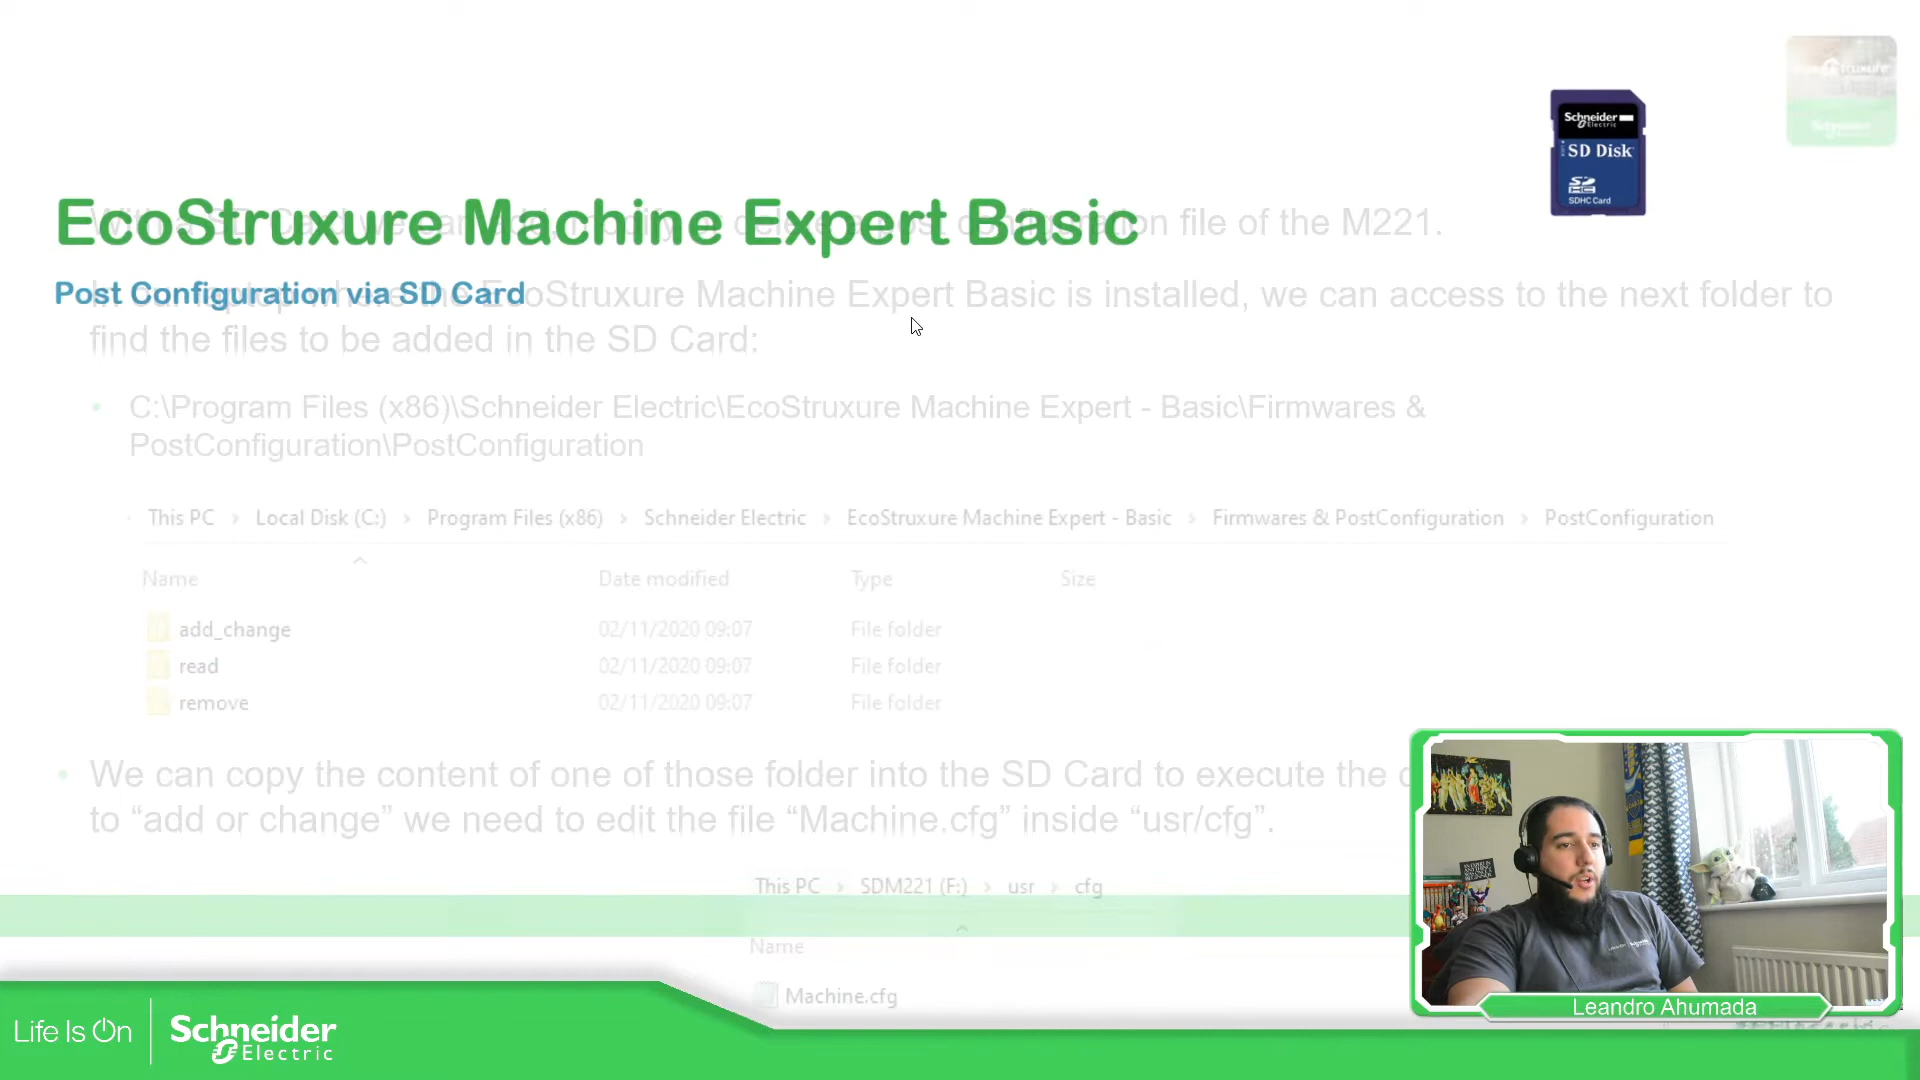 Schneider
Electric
SD Disk
SDHC Card
EcoStruxure Machine Expert Basic
file of the M221.
Post Configuration via SD Card
EcoStruxure Machine Expert Basic is installed, we can access to the next folder to
find the files to be added in the SD Card:
• C:\Program Files (x86)\Schneider Electric\EcoStruxure Machine Expert - Basic\Firmwares &
PostConfiguration\PostConfiguration
This PC > Local Disk (C:) > Program Files (x86) > Schneider Electric > EcoStruxure Machine Expert - Basic > Firmwares & PostConfiguration > PostConfiguration
Name Date modified Type Size
add_change 02/11/2020 09:07 File folder
read 02/11/2020 09:07 File folder
remove 02/11/2020 09:07 File folder
• We can copy the content of one of those folder into the SD Card to execute the
to “add or change” we need to edit the file “Machine.cfg” inside “usr/cfg”.
This PC > SDM221 (F:) > usr > cfg
Name
Machine.cfg
Leandro Ahumada
Life Is On
Schneider
Electric